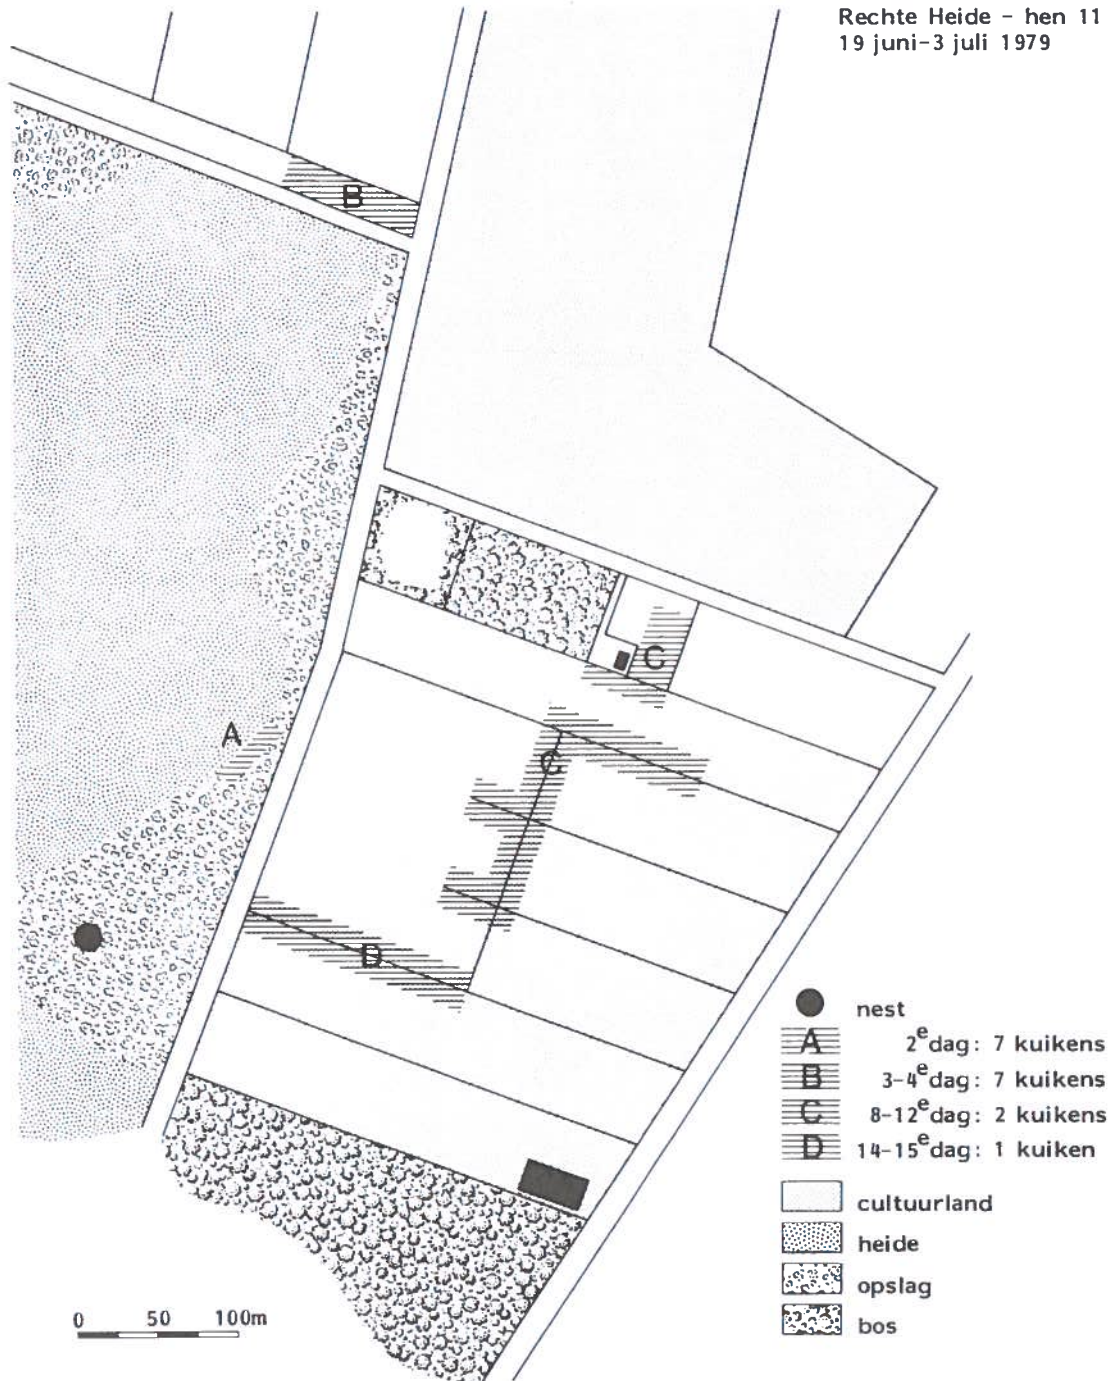 Rechte Heide - hen 11
19 juni-3 juli 1979
B
C
A
C
D
nest
A 2e dag: 7 kuikens
B 3-4e dag: 7 kuikens
C 8-12e dag: 2 kuikens
D 14-15e dag: 1 kuiken
cultuurland
heide
opslag
bos
0 50 100m